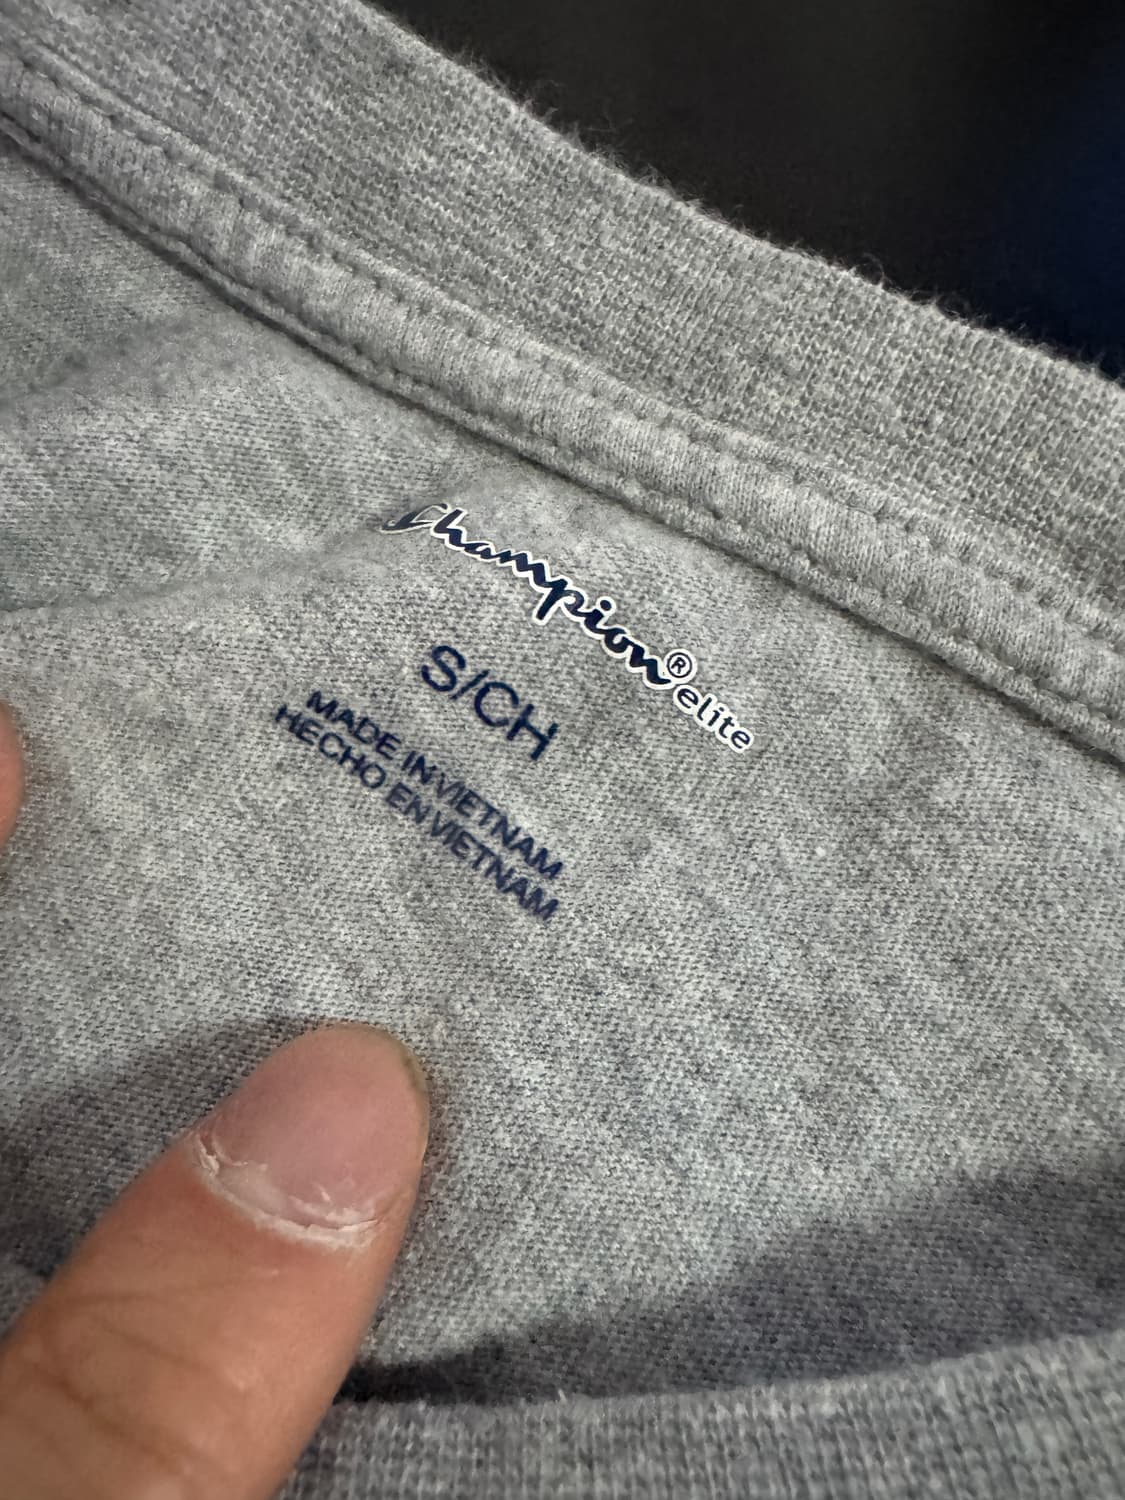 Champion® elite
S/CH
MADE IN VIETNAM
HECHO EN VIETNAM